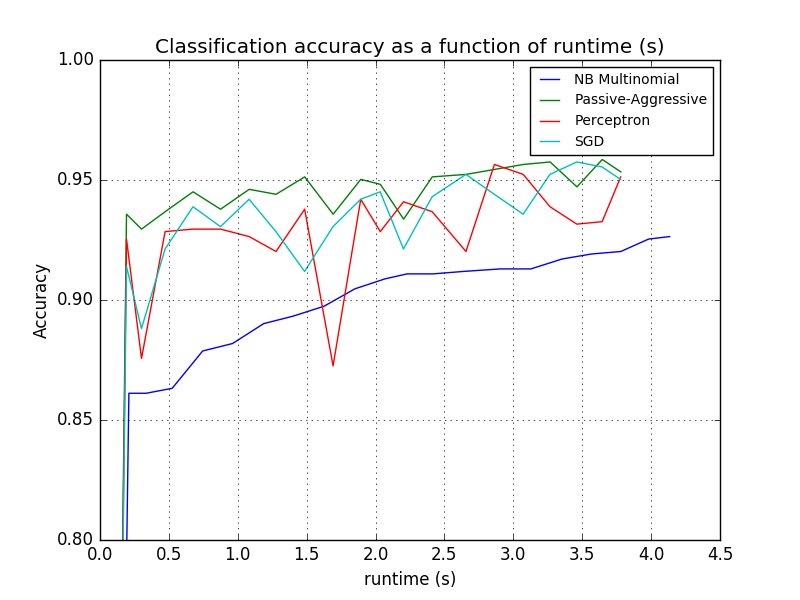 Classification accuracy as a function of runtime (s)
NB Multinomial
Passive-Aggressive
Perceptron
SGD
1.00
0.95
0.90
0.85
0.80
Accuracy
0.0 0.5 1.0 1.5 2.0 2.5 3.0 3.5 4.0 4.5
runtime (s)